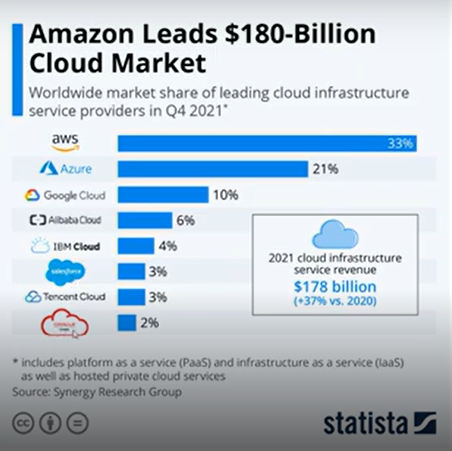 Amazon Leads $180-Billion
Cloud Market
Worldwide market share of leading cloud infrastructure
service providers in Q4 2021*
aws 33%
Azure 21%
Google Cloud 10%
Alibaba Cloud 6%
IBM Cloud 4%
salesforce 3%
Tencent Cloud 3%
2%
2021 cloud infrastructure
service revenue
$178 billion
(+37% vs. 2020)
* includes platform as a service (PaaS) and infrastructure as a service (IaaS)
as well as hosted private cloud services
Source: Synergy Research Group
cc
statista